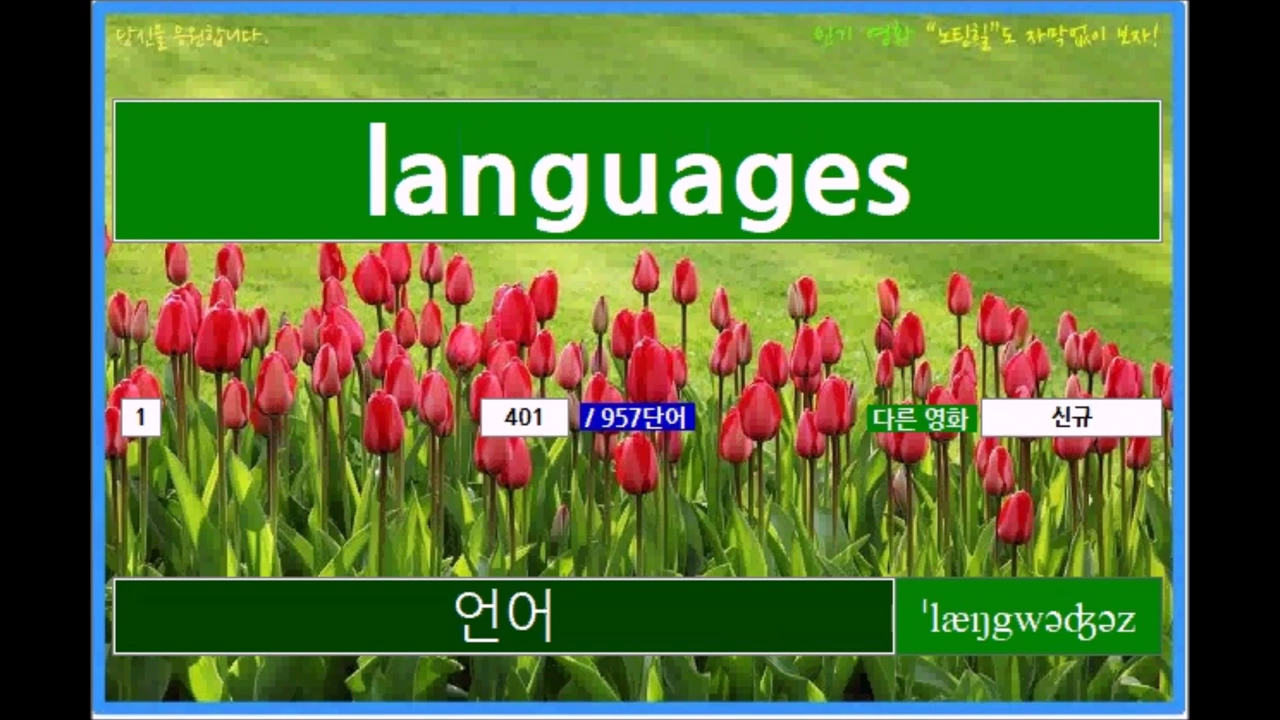 당신을 응원합니다.
인기 영화 “노팅힐”도 자막없이 보자!
languages
1
401 / 957단어
다른 영화 신규
언어
ˈlæŋgwəʤəz